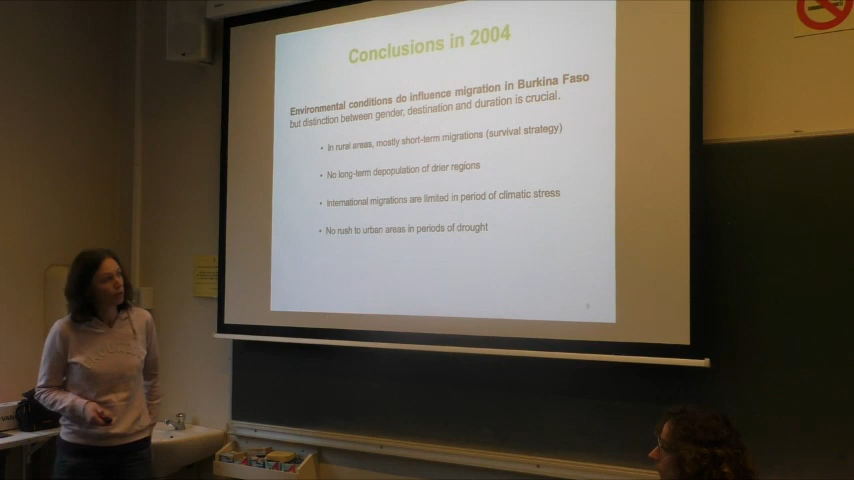 Conclusions in 2004
Environmental conditions do influence migration in Burkina Faso
but distinction between gender, destination and duration is crucial.
• In rural areas, mostly short-term migrations (survival strategy)
• No long-term depopulation of drier regions
• International migrations are limited in period of climatic stress
• No rush to urban areas in periods of drought